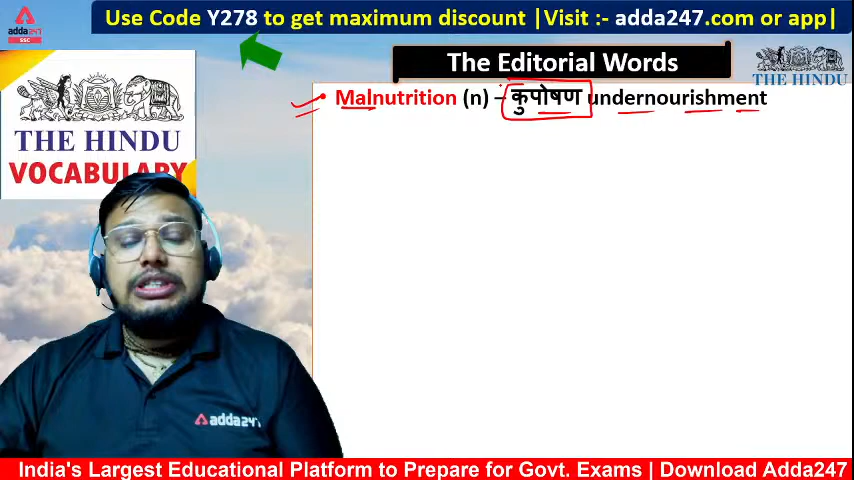 Use Code Y278 to get maximum discount |Visit :- adda247.com or app|
adda247
SSC
The Editorial Words
THE HINDU
• Malnutrition (n) – कुपोषण undernourishment
THE HINDU
VOCABULARY
adda247
India's Largest Educational Platform to Prepare for Govt. Exams | Download Adda247